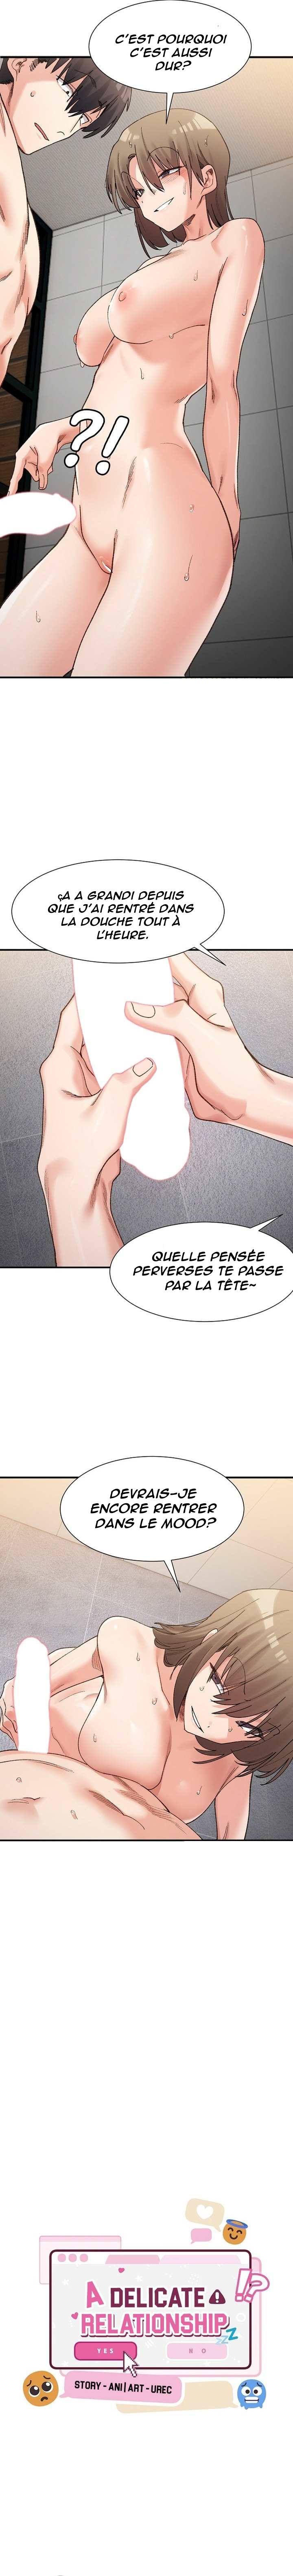 C'EST POURQUOI
C'EST AUSSI
DUR?
?!
ÇA A GRANDI DEPUIS
QUE J'AI RENTRÉ DANS
LA DOUCHE TOUT À
L'HEURE.
QUELLE PENSÉE
PERVERSES TE PASSE
PAR LA TÊTE~
DEVRAIS-JE
ENCORE RENTRER
DANS LE MOOD?
!?
A DELICATE
RELATIONSHIP
YES
NO
ZZZ
STORY - ANI | ART - UREC